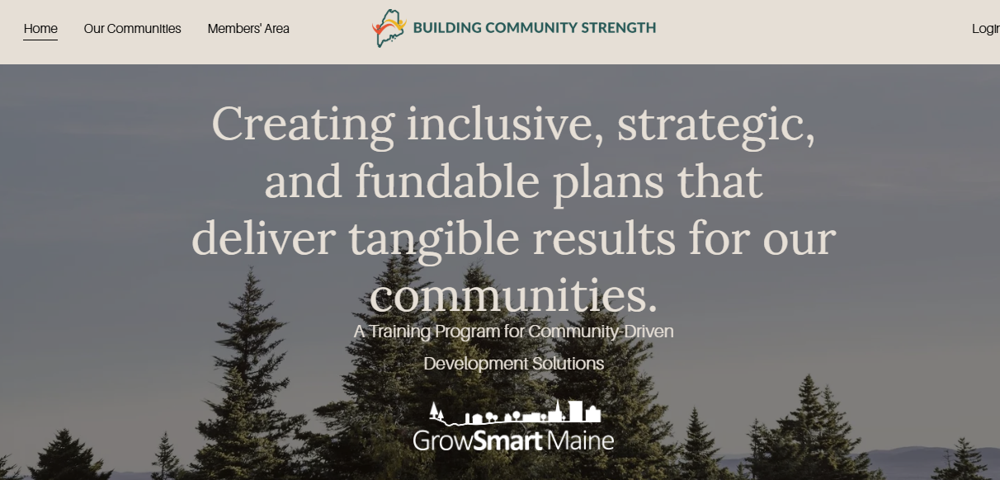 Home
Our Communities
Members' Area
BUILDING COMMUNITY STRENGTH
Creating inclusive, strategic,
and fundable plans that
deliver tangible results for our
communities.
A Training Program for Community-Driven
Development Solutions
GrowSmart Maine